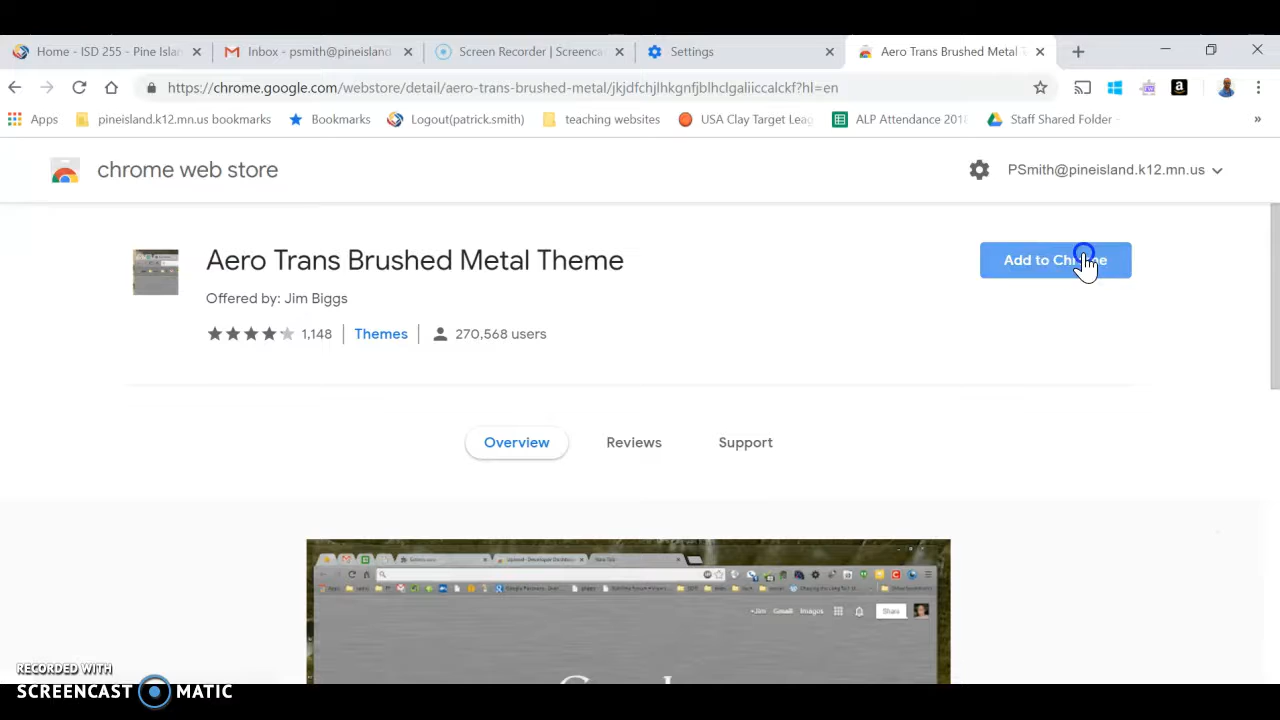 Home - ISD 255 - Pine Islan
Inbox - psmith@pineisland
Screen Recorder | Screenca
Settings
Aero Trans Brushed Metal T
https://chrome.google.com/webstore/detail/aero-trans-brushed-metal/jkjdfchjlhkgnfjblhclgaliiccalckf?hl=en
Apps
pineisland.k12.mn.us bookmarks
Bookmarks
Logout(patrick.smith)
teaching websites
USA Clay Target Leag
ALP Attendance 2018
Staff Shared Folder -
»
chrome web store
PSmith@pineisland.k12.mn.us
Aero Trans Brushed Metal Theme
Add to Chrome
Offered by: Jim Biggs
1,148
Themes
270,568 users
Overview
Reviews
Support
Gmail Images
Share
RECORDED WITH
SCREENCAST MATIC